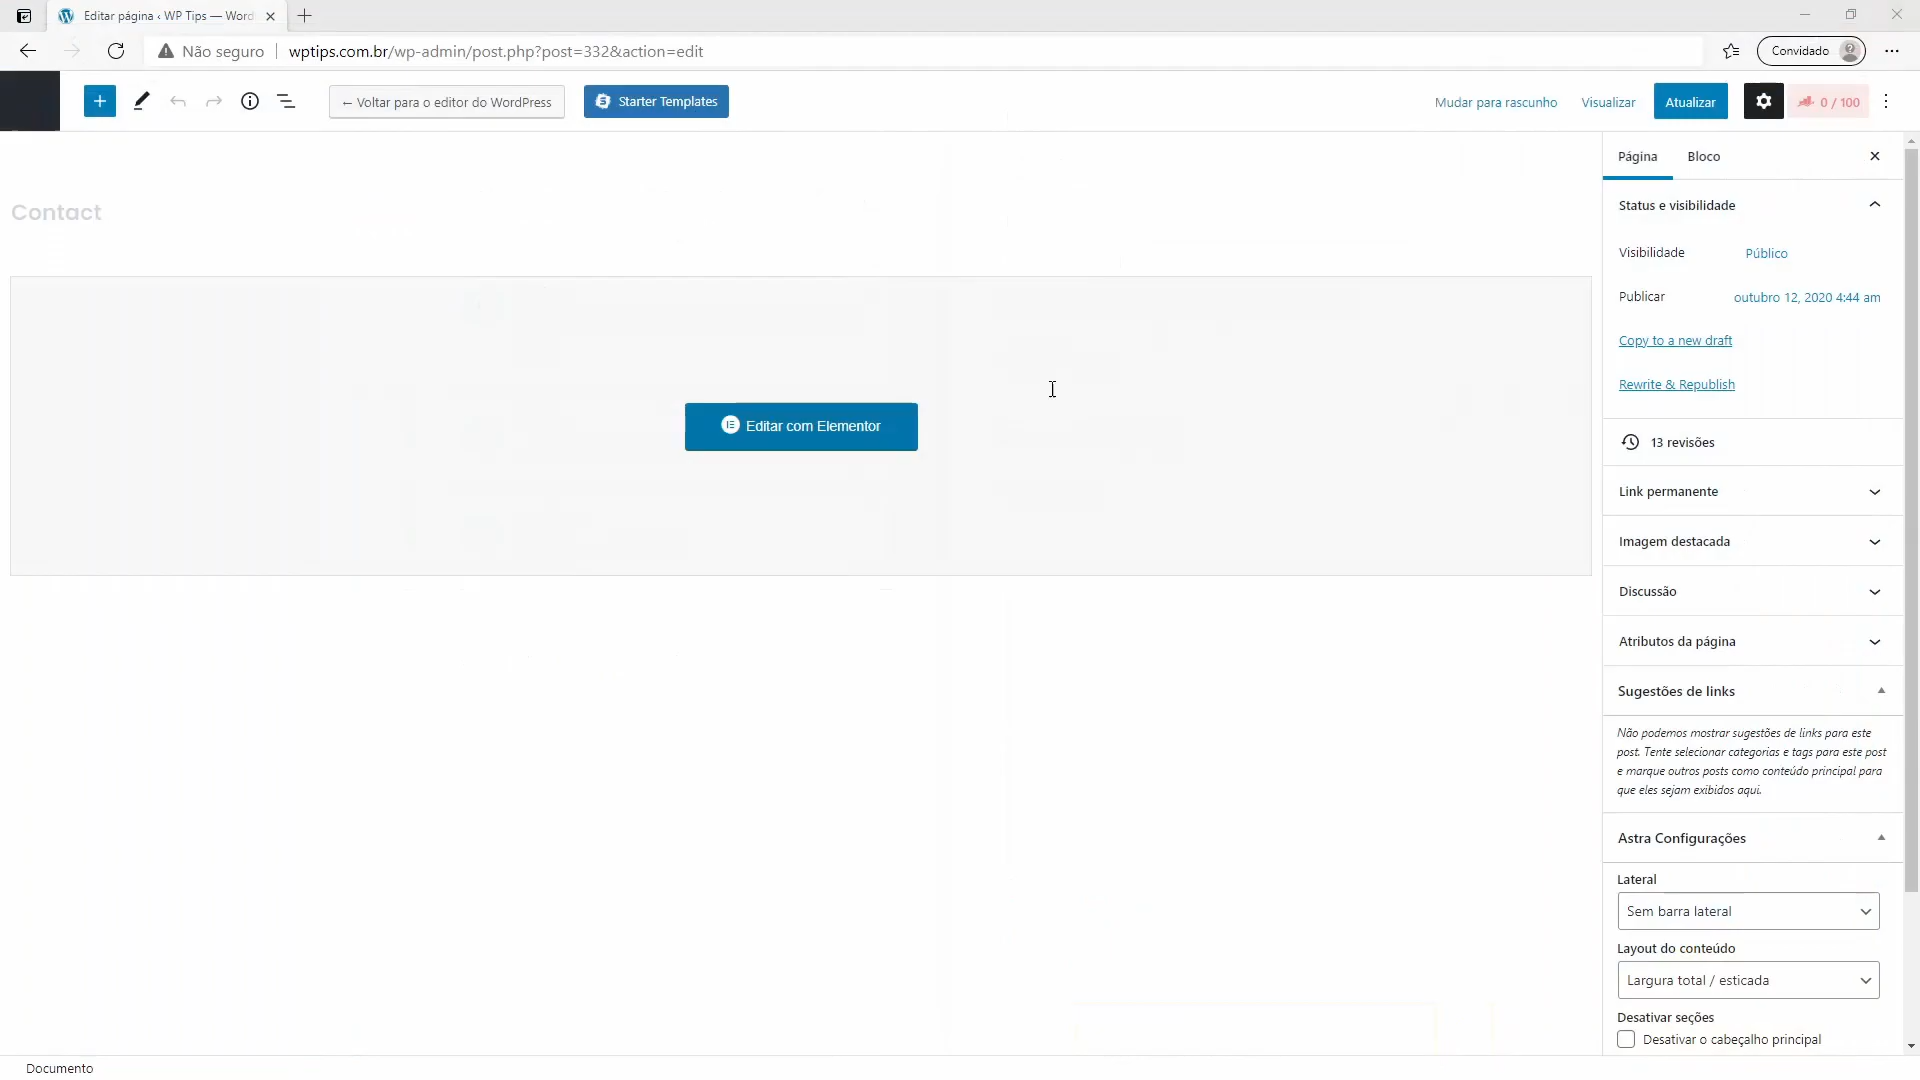 Editar página ‹ WP Tips — Word
Não seguro
wptips.com.br/wp-admin/post.php?post=332&action=edit
Convidado
← Voltar para o editor do WordPress
Starter Templates
Mudar para rascunho
Visualizar
Atualizar
0 / 100
Página
Bloco
Contact
Status e visibilidade
Visibilidade
Público
Publicar
outubro 12, 2020 4:44 am
Copy to a new draft
Rewrite & Republish
Editar com Elementor
13 revisões
Link permanente
Imagem destacada
Discussão
Atributos da página
Sugestões de links
Não podemos mostrar sugestões de links para este
post. Tente selecionar categorias e tags para este post
e marque outros posts como conteúdo principal para
que eles sejam exibidos aqui.
Astra Configurações
Lateral
Sem barra lateral
Layout do conteúdo
Largura total / esticada
Desativar seções
Desativar o cabeçalho principal
Documento